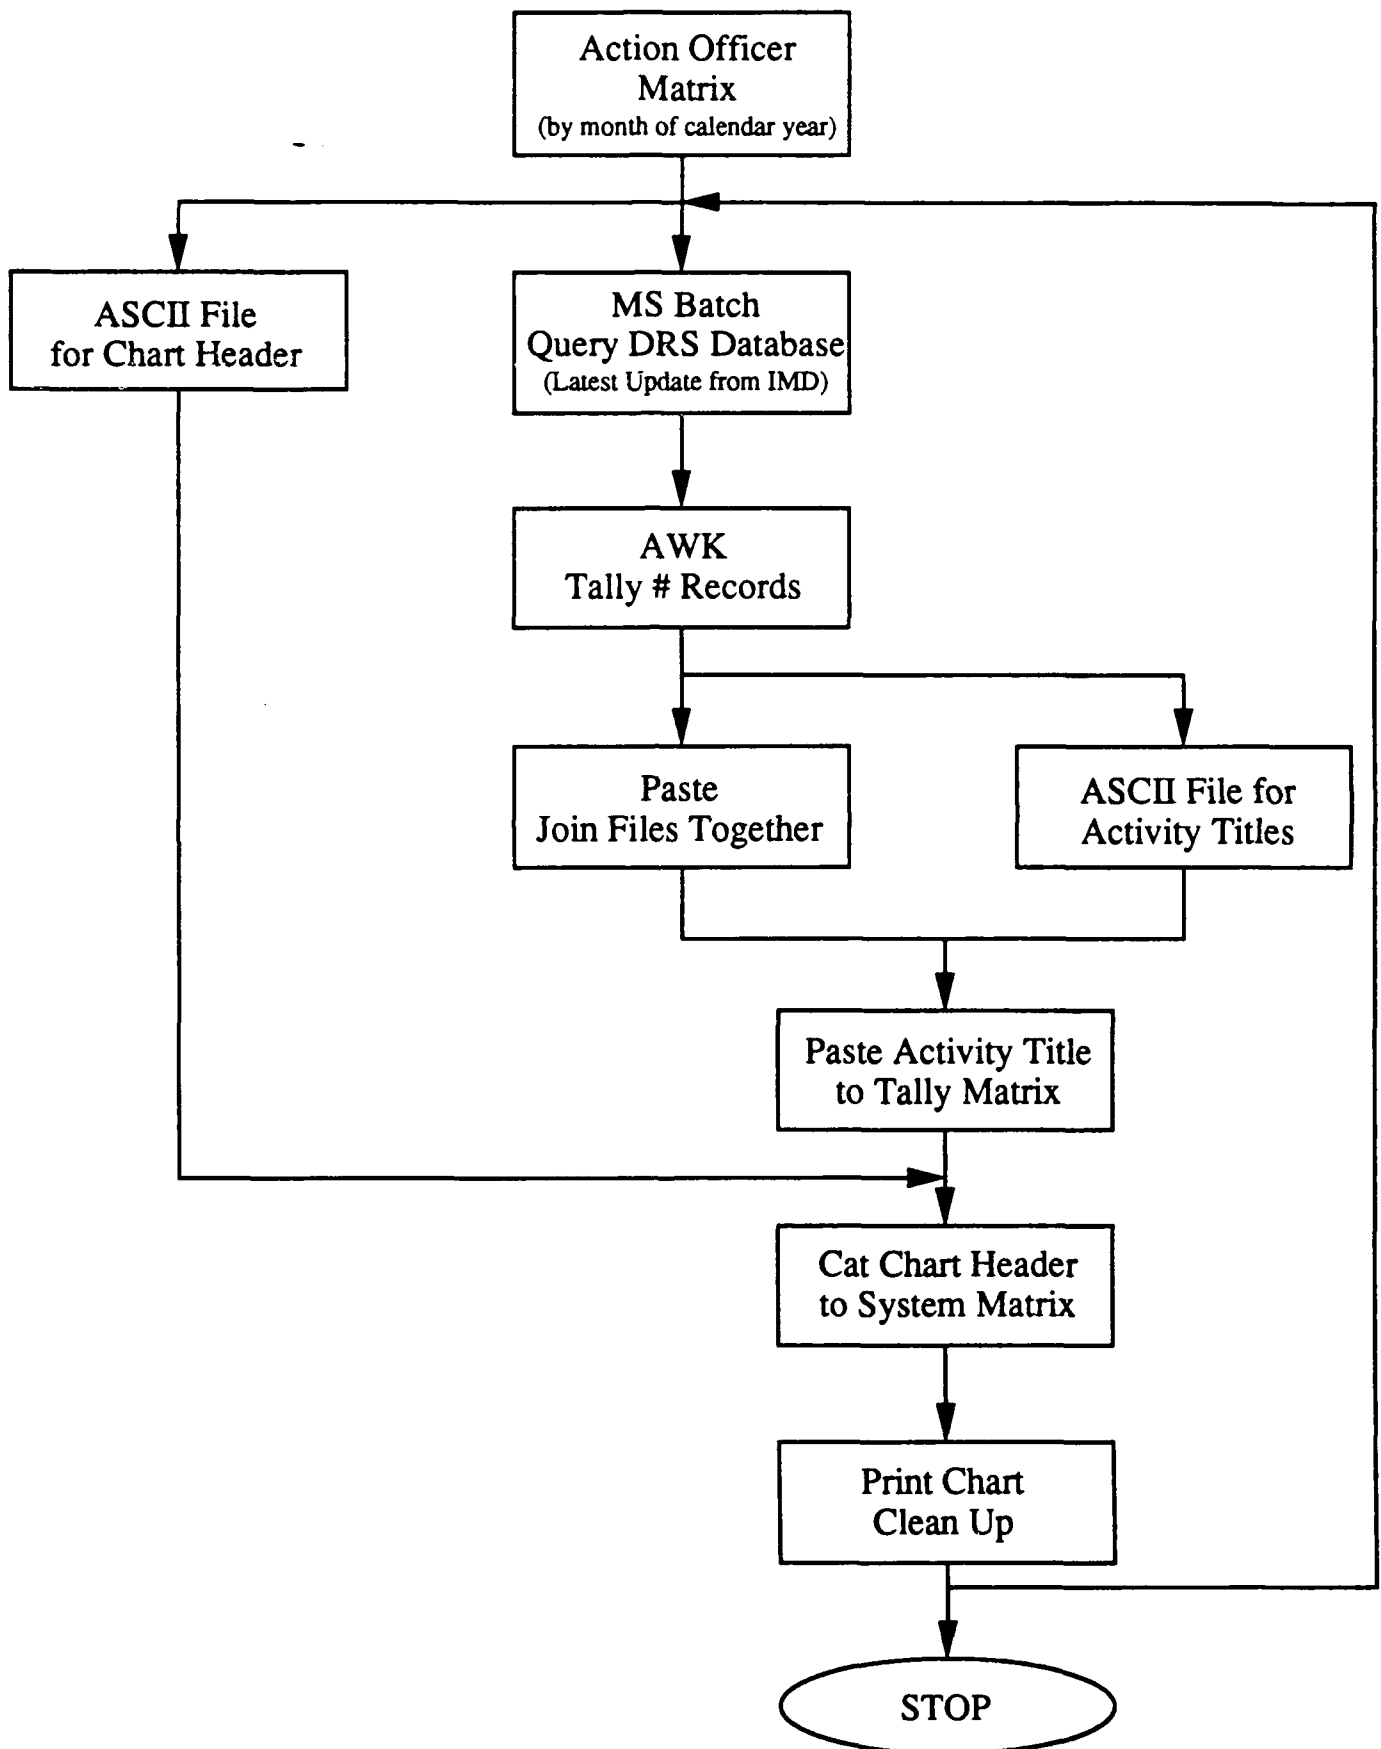 Action Officer
Matrix
(by month of calendar year)
ASCII File
for Chart Header
MS Batch
Query DRS Database
(Latest Update from IMD)
AWK
Tally # Records
Paste
Join Files Together
ASCII File for
Activity Titles
Paste Activity Title
to Tally Matrix
Cat Chart Header
to System Matrix
Print Chart
Clean Up
STOP